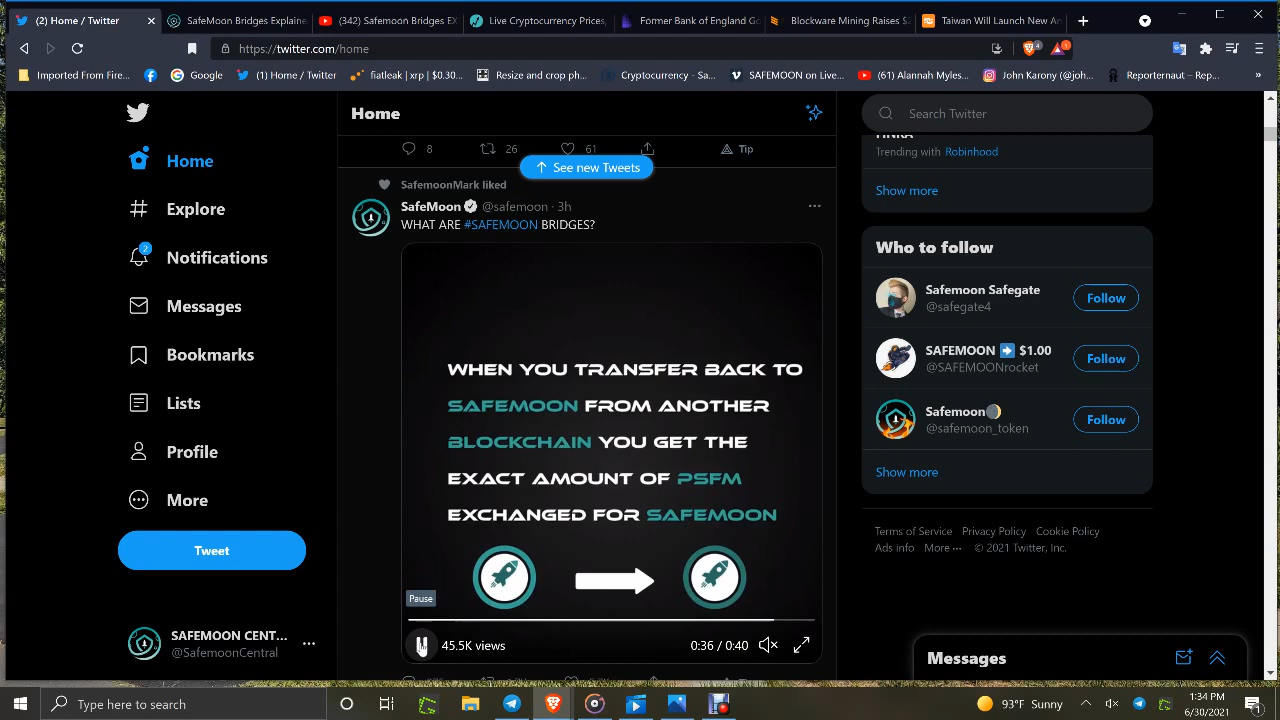 (2) Home / Twitter
SafeMoon Bridges Explaine
(342) Safemoon Bridges EX
Live Cryptocurrency Prices,
Former Bank of England Go
Blockware Mining Raises $2
Taiwan Will Launch New An
https://twitter.com/home
4
1
Imported From Fire...
Google
(1) Home / Twitter
fiatleak | xrp | $0.30...
Resize and crop ph...
Cryptocurrency - Sa...
SAFEMOON on Live...
(61) Alannah Myles...
John Karony (@joh...
Reporternaut – Rep...
»
Home
Explore
2
Notifications
Messages
Bookmarks
Lists
Profile
More
Tweet
SAFEMOON CENT...
@SafemoonCentral
Home
8
26
61
Tip
See new Tweets
SafemoonMark liked
SafeMoon @safemoon · 3h
WHAT ARE #SAFEMOON BRIDGES?
WHEN YOU TRANSFER BACK TO
SAFEMOON FROM ANOTHER
BLOCKCHAIN YOU GET THE
EXACT AMOUNT OF PSFM
EXCHANGED FOR SAFEMOON
Pause
45.5K views
0:36 / 0:40
Search Twitter
Trending with Robinhood
Show more
Who to follow
Safemoon Safegate
@safegate4
Follow
SAFEMOON ➡️ $1.00
@SAFEMOONrocket
Follow
Safemoon🌖
@safemoon_token
Follow
Show more
Terms of Service Privacy Policy Cookie Policy
Ads info More ··· © 2021 Twitter, Inc.
Messages
Type here to search
93°F Sunny
1:34 PM
6/30/2021
1